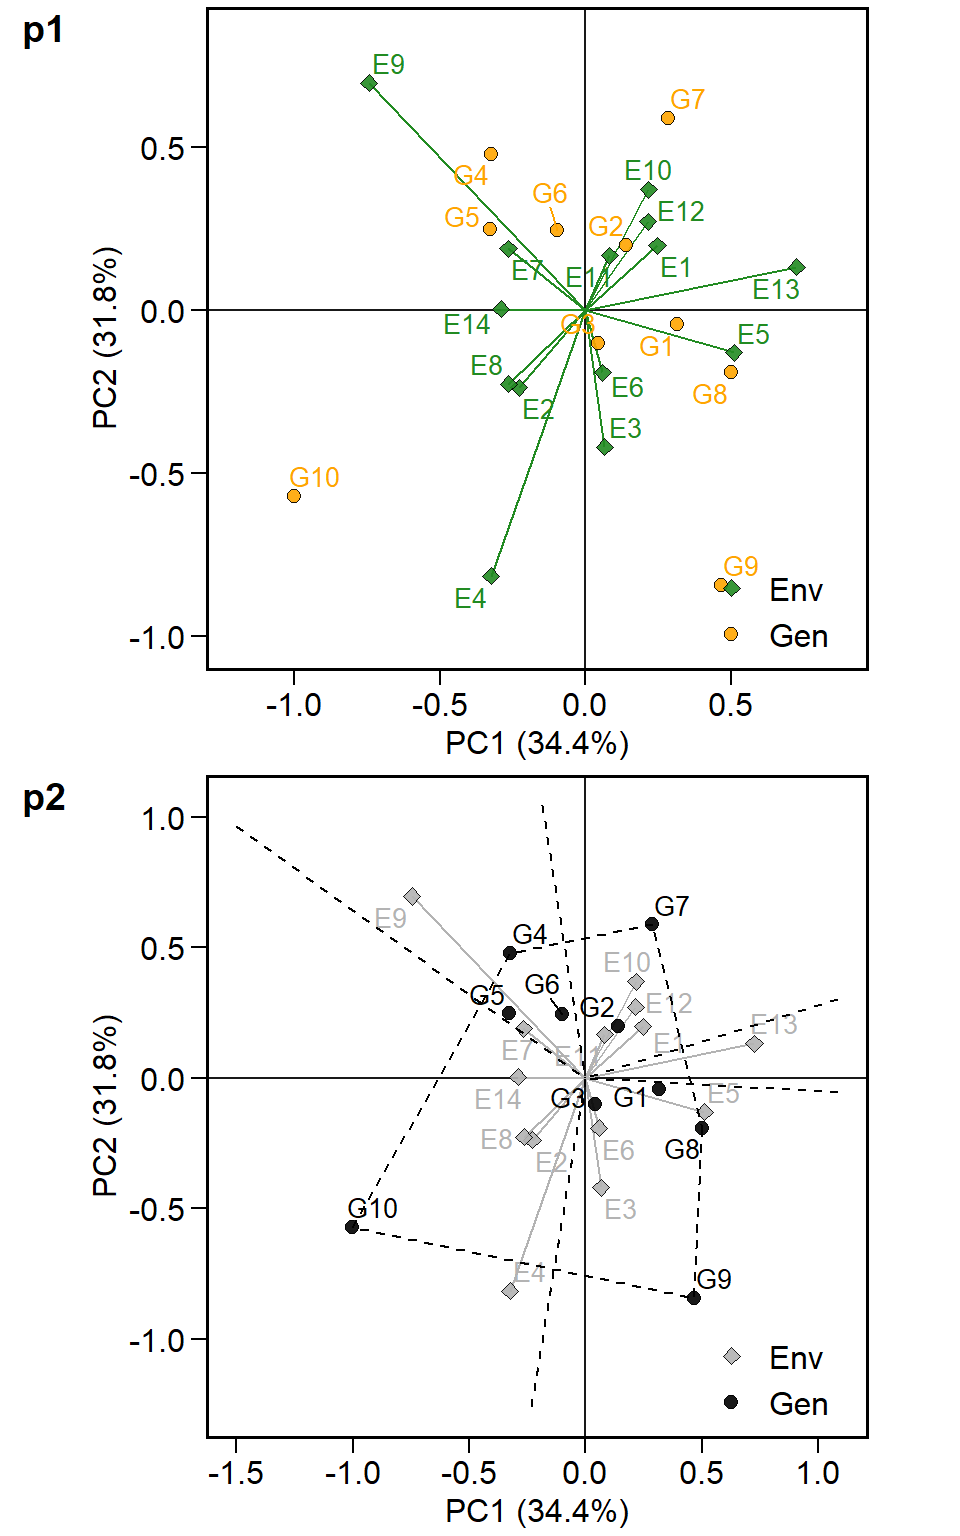 p1
E9
G7
0.5
G4
E10
G6
G5
E12
G2
E7
E11
E1
E13
0.0
E14
G3
G1
E5
E8
E6
G8
E2
E3
-0.5
G10
G9
E4
Env
-1.0
Gen
PC2 (31.8%)
-1.0
-0.5
0.0
0.5
PC1 (34.4%)
p2
1.0
G7
E9
G4
0.5
E10
G6
G5
G2
E12
E13
E7
E11
E1
0.0
E14
G3
G1
E5
E8
E6
G8
E2
-0.5
G10
E3
E4
G9
-1.0
Env
Gen
PC2 (31.8%)
-1.5
-1.0
-0.5
0.0
0.5
1.0
PC1 (34.4%)